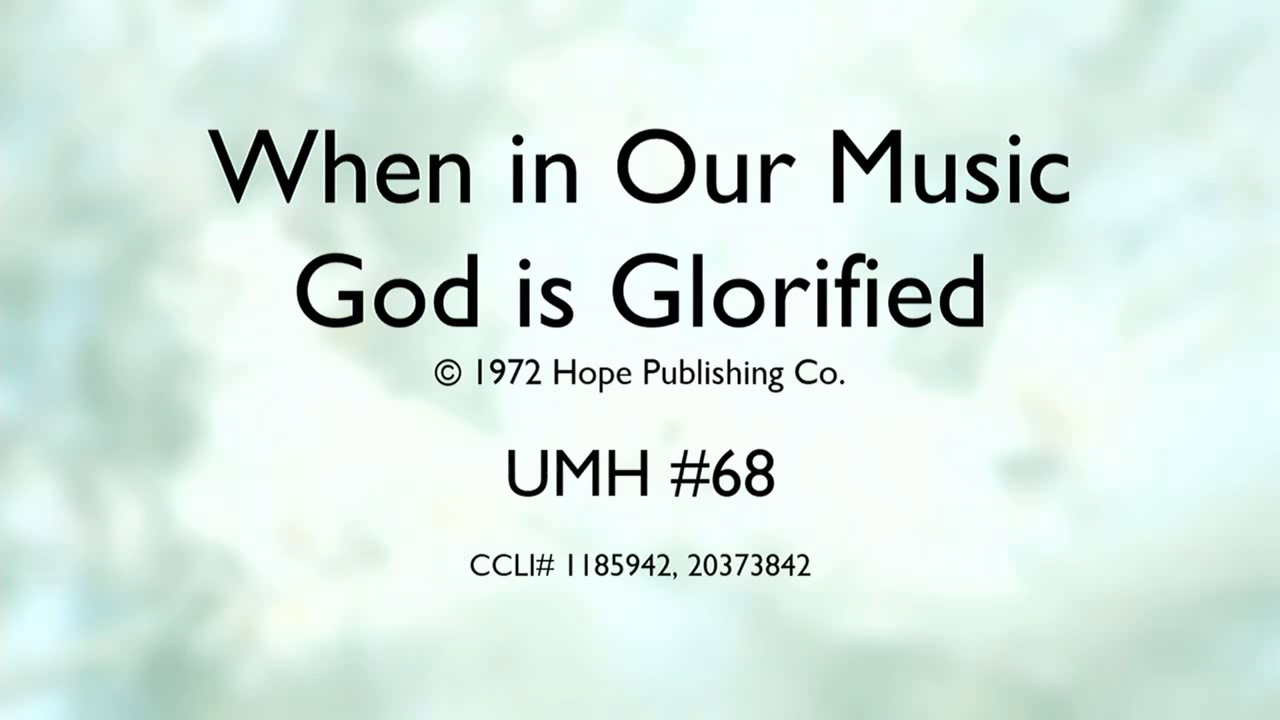 When in Our Music
God is Glorified
© 1972 Hope Publishing Co.
UMH #68
CCLI# 1185942, 20373842